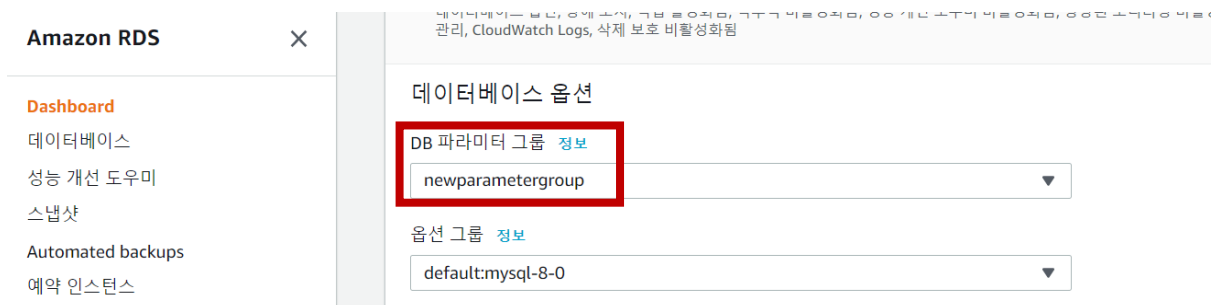 Amazon RDS
Dashboard
데이터베이스
성능 개선 도우미
스냅샷
Automated backups
예약 인스턴스
관리, CloudWatch Logs, 삭제 보호 비활성화됨
데이터베이스 옵션
DB 파라미터 그룹 정보
newparametergroup
옵션 그룹 정보
default:mysql-8-0